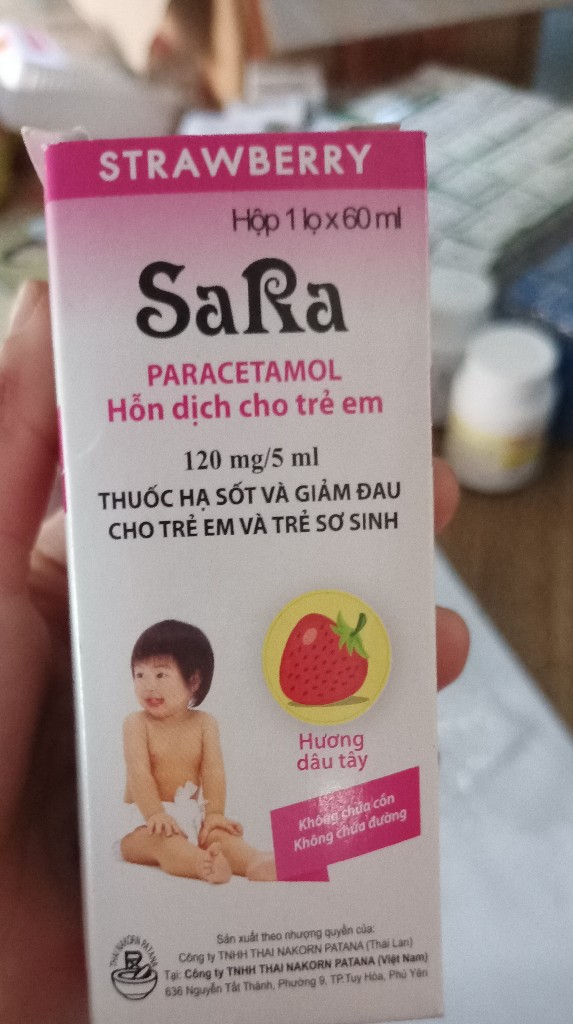 STRAWBERRY
Hộp 1 lọ x 60 ml
SaRa
PARACETAMOL
Hỗn dịch cho trẻ em
120 mg/5 ml
THUỐC HẠ SỐT VÀ GIẢM ĐAU
CHO TRẺ EM VÀ TRẺ SƠ SINH
Hương
dâu tây
Không chứa cồn
Không chứa đường
THAI NAKORN PATANA
Sản xuất theo nhượng quyền của:
Công ty TNHH THAI NAKORN PATANA (Thái Lan)
Tại: Công ty TNHH THAI NAKORN PATANA (Việt Nam)
636 Nguyễn Tất Thành, Phường 9, TP.Tuy Hòa, Phú Yên